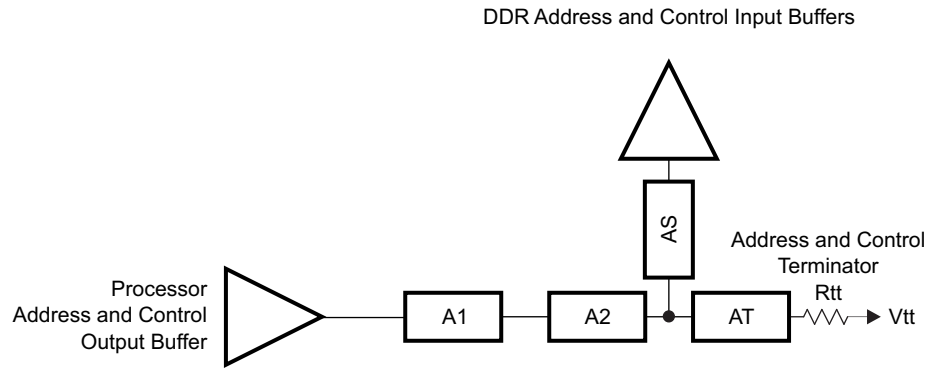 DDR Address and Control Input Buffers
AS
Address and Control
Terminator
Rtt
Processor
Address and Control
Output Buffer
A1
A2
AT
Vtt